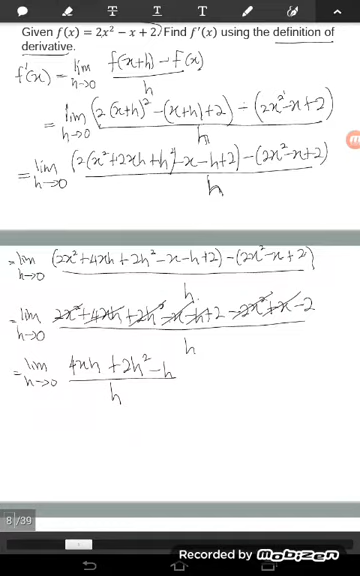 Given f(x) = 2x² − x + 2. Find f'(x) using the definition of
derivative.
f'(x) = lim h→0 f(x+h) − f(x) / h
= lim h→0 (2(x+h)² − (x+h) + 2) − (2x² − x + 2) / h
= lim h→0 (2(x² + 2xh + h²) − x − h + 2) − (2x² − x + 2) / h
= lim h→0 (2x² + 4xh + 2h² − x − h + 2) − (2x² − x + 2) / h
= lim h→0 2x² + 4xh + 2h² − x − h + 2 − 2x² + x − 2 / h
= lim h→0 4xh + 2h² − h / h
8 /39
Recorded by mobizen